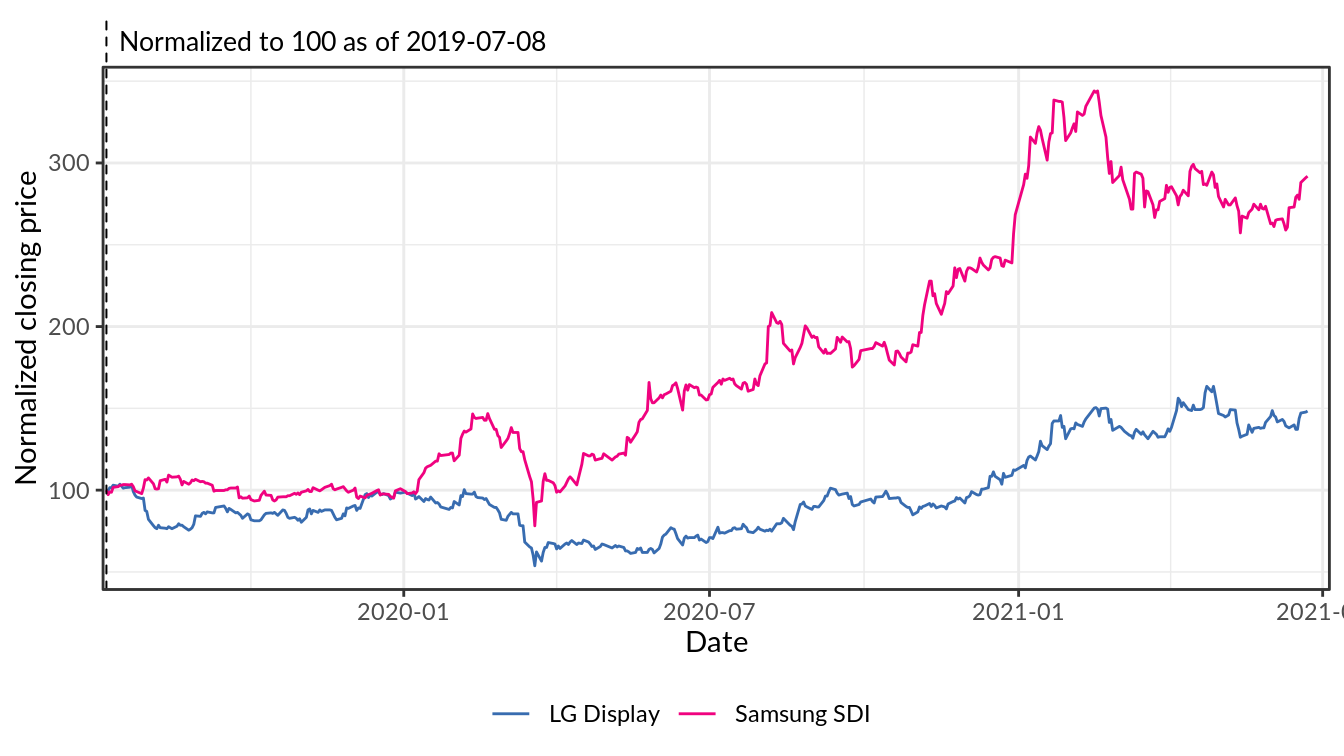 Normalized to 100 as of 2019-07-08
Normalized closing price
300
200
100
2020-01 2020-07 2021-01 2021-
Date
LG Display Samsung SDI